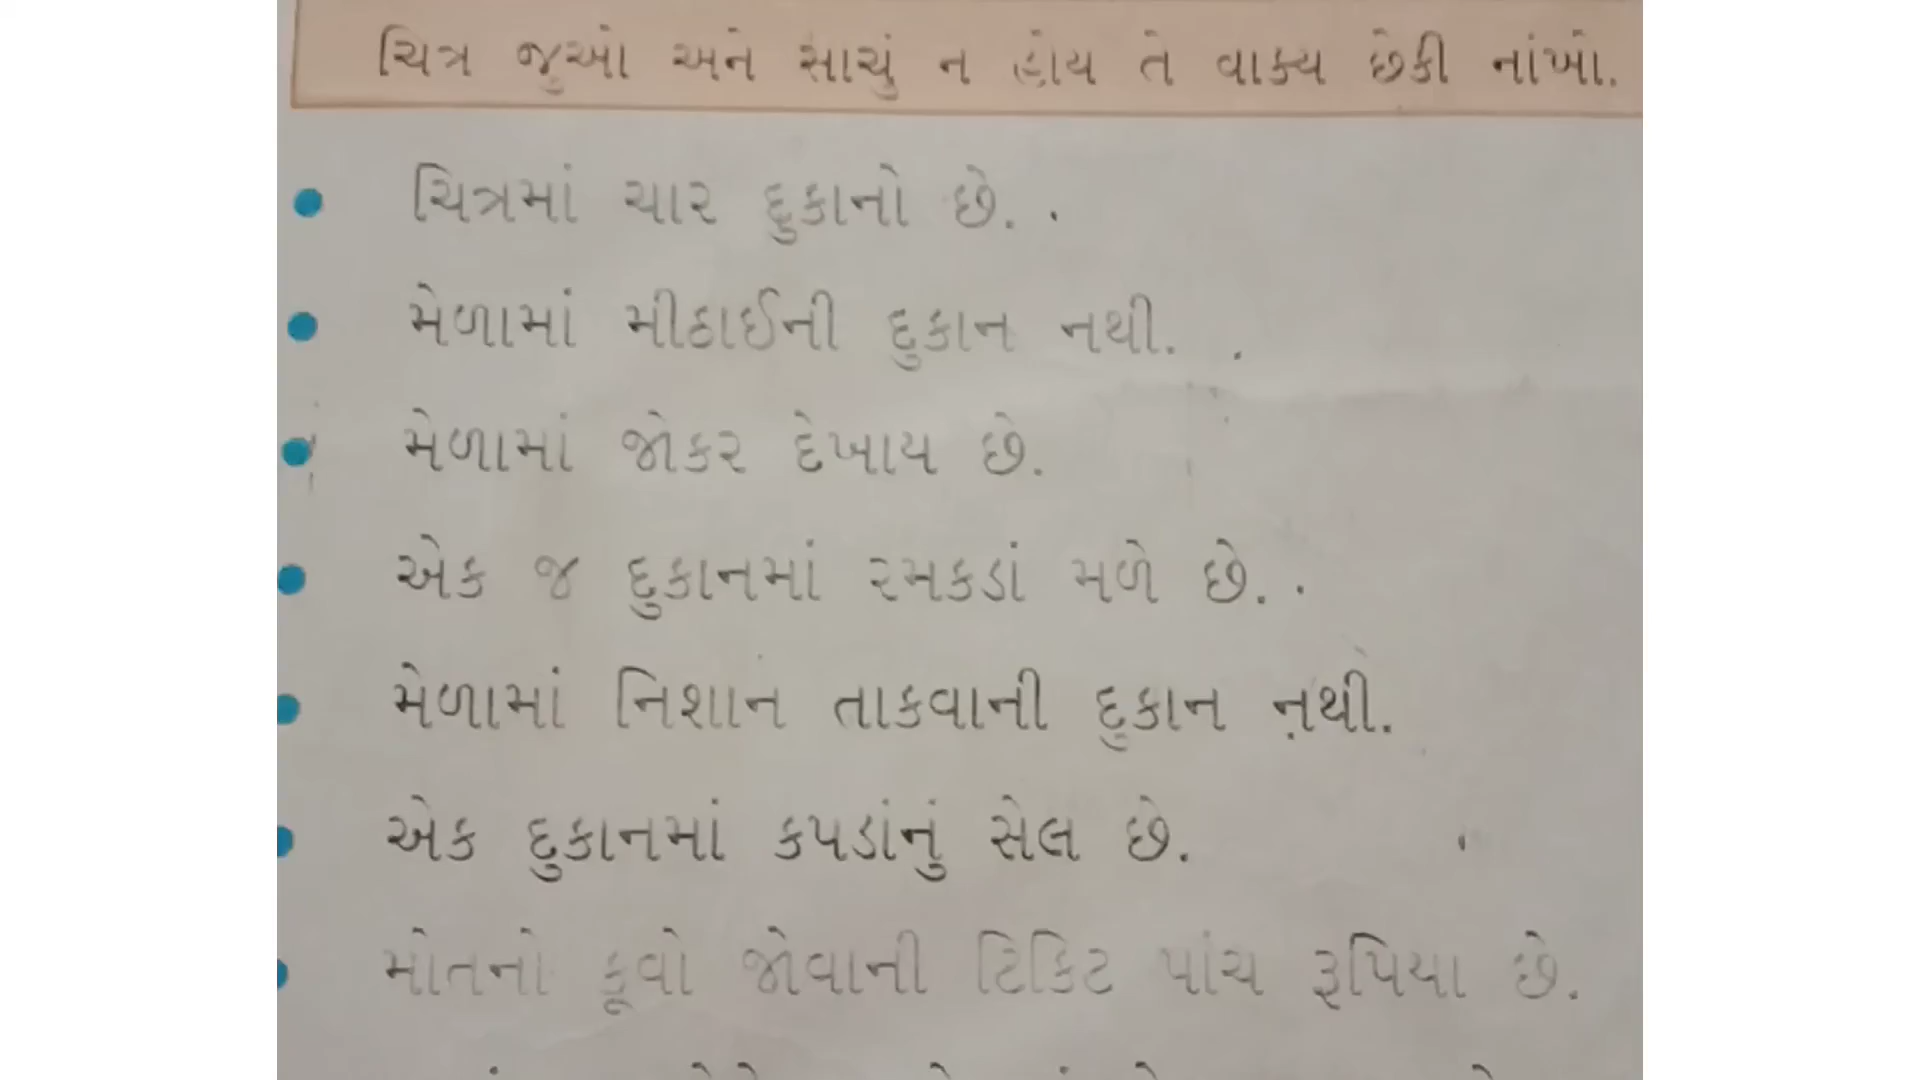 ચિત્ર જુઓ અને સાચું ન હોય તે વાક્ય છેકી નાંખો.
ચિત્રમાં ચાર દુકાનો છે.
મેળામાં મીઠાઈની દુકાન નથી.
મેળામાં જોકર દેખાય છે.
એક જ દુકાનમાં રમકડાં મળે છે.
મેળામાં નિશાન તાકવાની દુકાન નથી.
એક દુકાનમાં કપડાંનું સેલ છે.
મોતનો કૂવો જોવાની ટિકિટ પાંચ રૂપિયા છે.